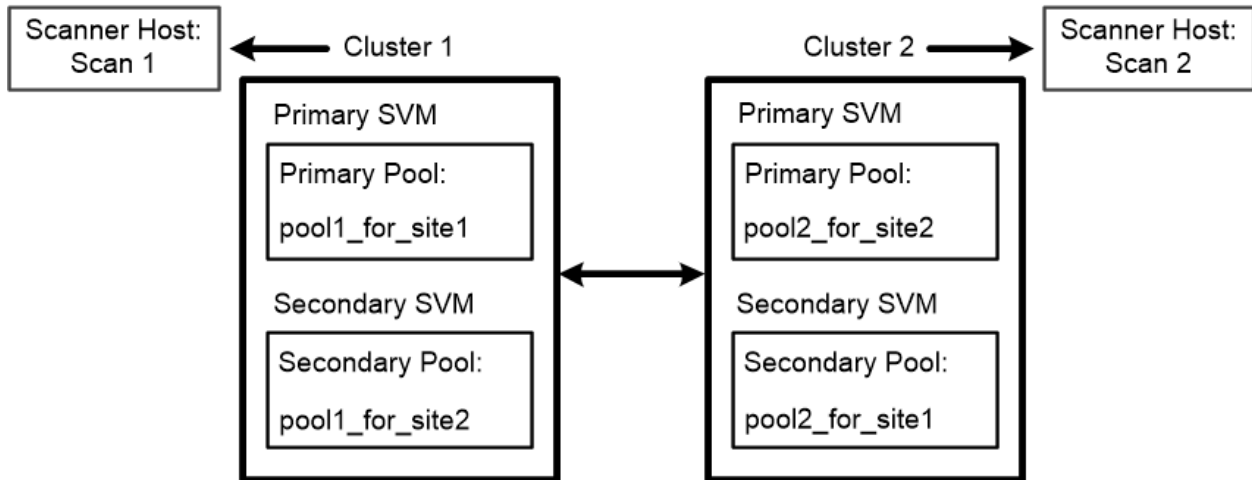 Scanner Host:
Scan 1
Cluster 1
Cluster 2
Scanner Host:
Scan 2
Primary SVM
Primary Pool:
pool1_for_site1
Secondary SVM
Secondary Pool:
pool1_for_site2
Primary SVM
Primary Pool:
pool2_for_site2
Secondary SVM
Secondary Pool:
pool2_for_site1